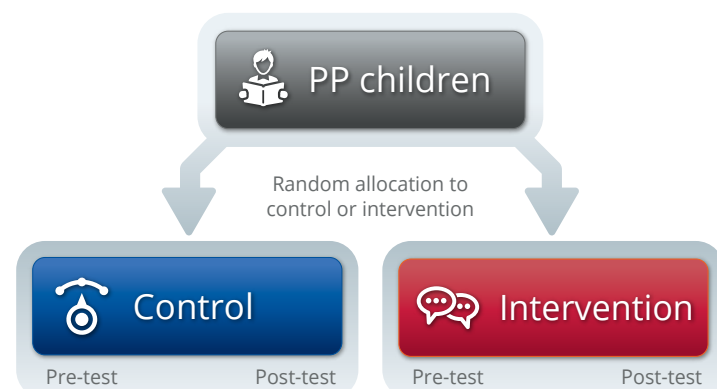 PP children
Random allocation to
control or intervention
Control
Intervention
Pre-test
Post-test
Pre-test
Post-test